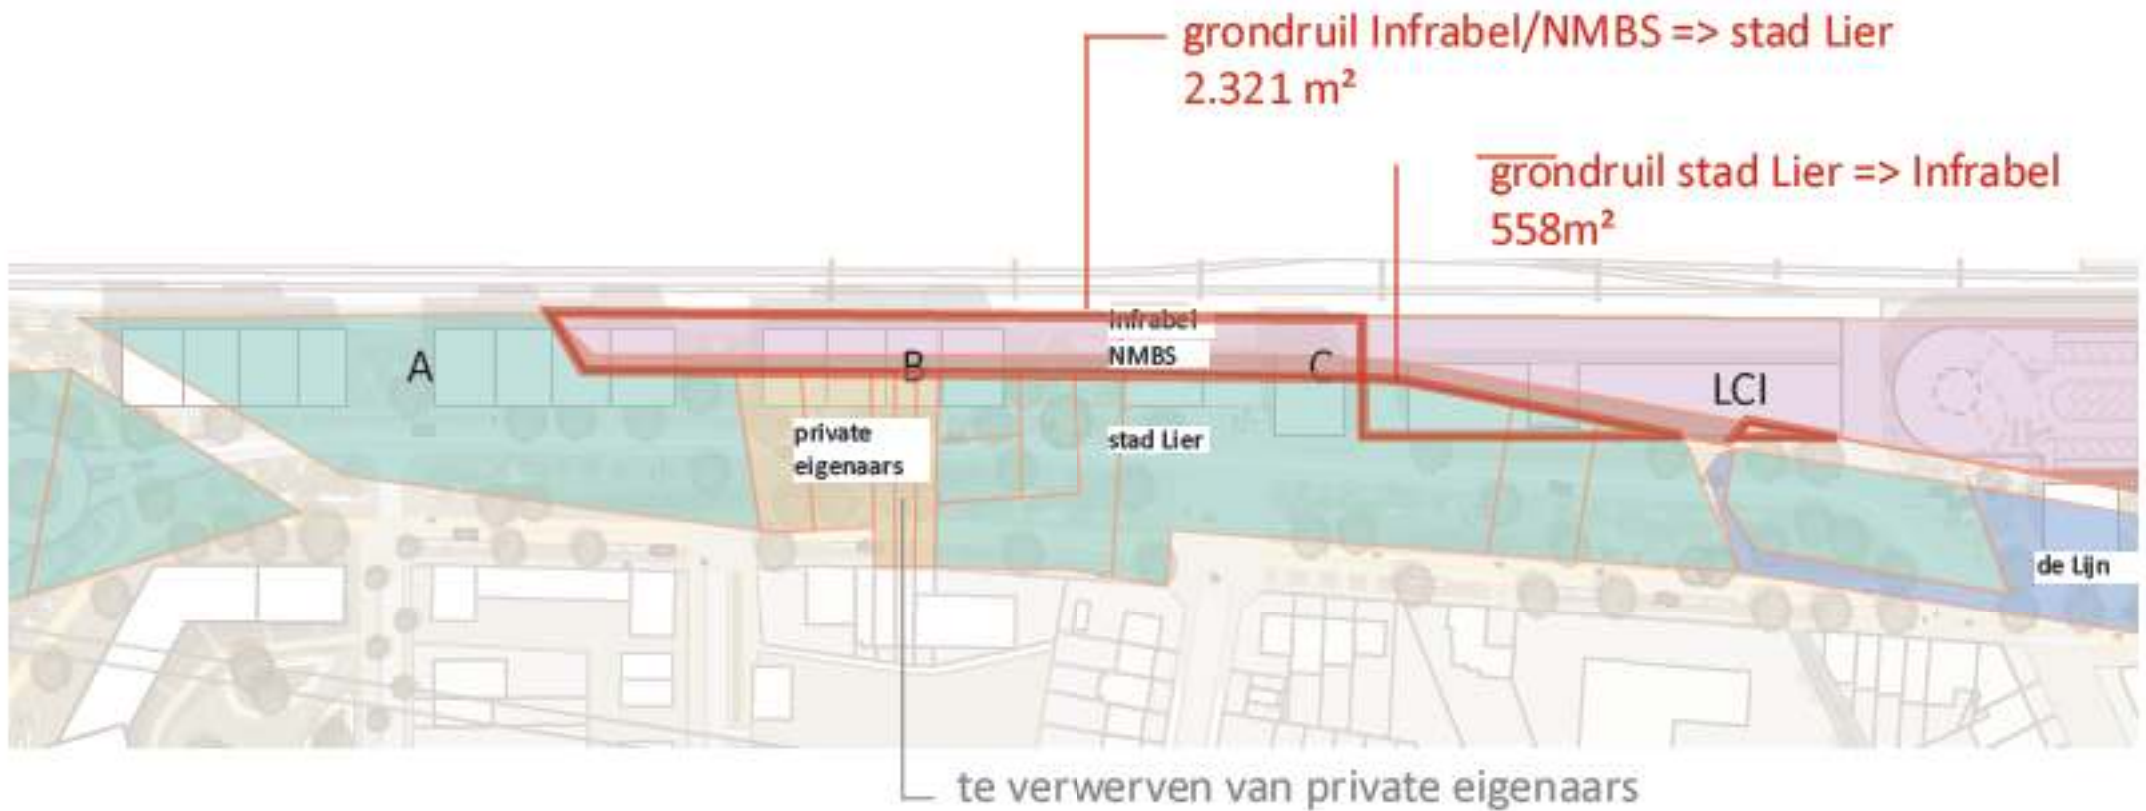 grondruil Infrabel/NMBS => stad Lier
2.321 m²
grondruil stad Lier => Infrabel
558m²
Infrabel
NMBS
A
B
C
LCI
private
eigenaars
stad Lier
de Lijn
te verwerven van private eigenaars